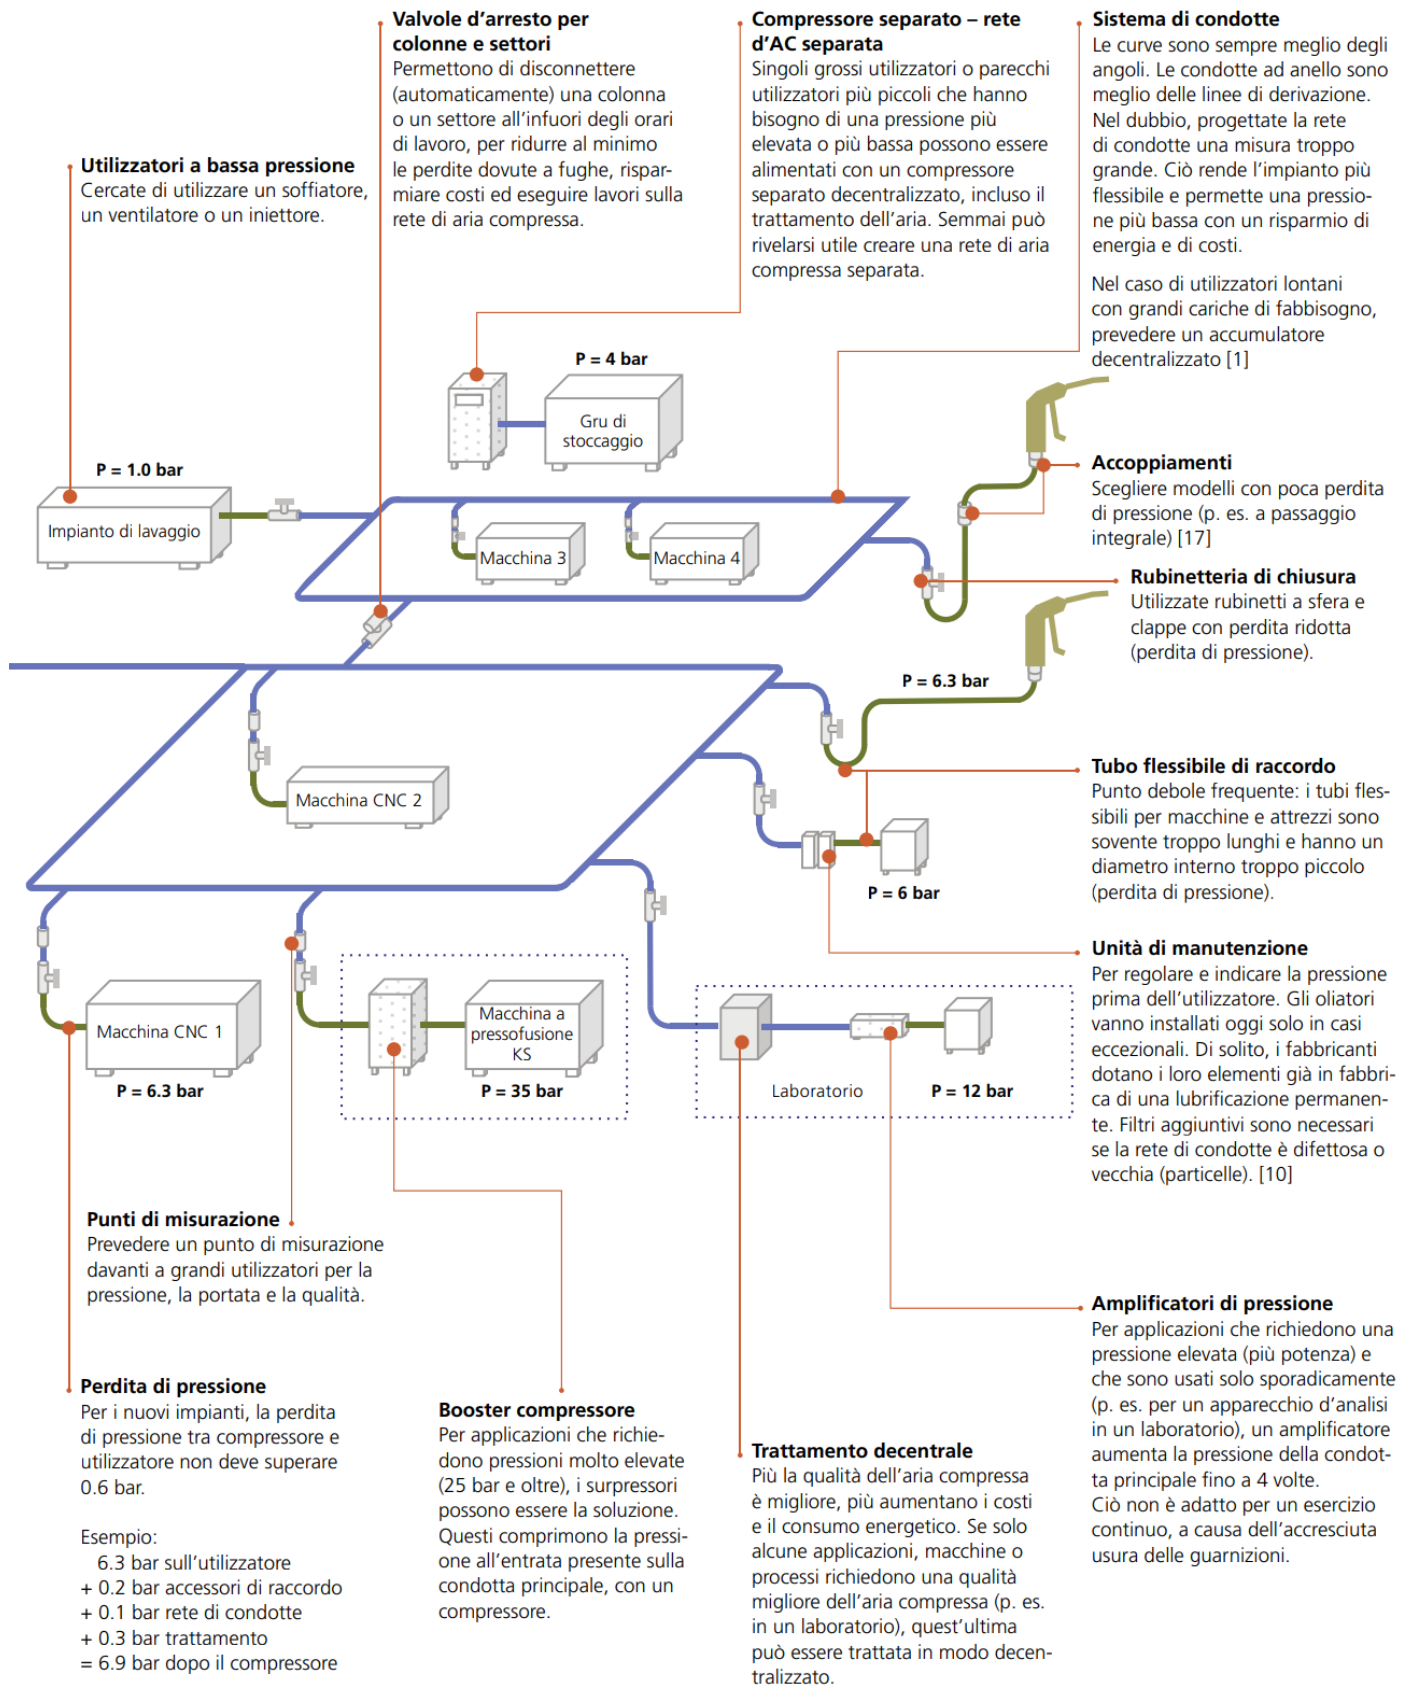 Valvole d’arresto per
colonne e settori
Permettono di disconnettere
(automaticamente) una colonna
o un settore all’infuori degli orari
di lavoro, per ridurre al minimo
le perdite dovute a fughe, rispar-
miare costi ed eseguire lavori sulla
rete di aria compressa.
Compressore separato – rete
d’AC separata
Singoli grossi utilizzatori o parecchi
utilizzatori più piccoli che hanno
bisogno di una pressione più
elevata o più bassa possono essere
alimentati con un compressore
separato decentralizzato, incluso il
trattamento dell’aria. Semmai può
rivelarsi utile creare una rete di aria
compressa separata.
Sistema di condotte
Le curve sono sempre meglio degli
angoli. Le condotte ad anello sono
meglio delle linee di derivazione.
Nel dubbio, progettate la rete
di condotte una misura troppo
grande. Ciò rende l’impianto più
flessibile e permette una pressio-
ne più bassa con un risparmio di
energia e di costi.
Nel caso di utilizzatori lontani
con grandi cariche di fabbisogno,
prevedere un accumulatore
decentralizzato [1]
Utilizzatori a bassa pressione
Cercate di utilizzare un soffiatore,
un ventilatore o un iniettore.
P = 4 bar
Gru di
stoccaggio
P = 1.0 bar
Impianto di lavaggio
Macchina 3
Macchina 4
Accoppiamenti
Scegliere modelli con poca perdita
di pressione (p. es. a passaggio
integrale) [17]
Rubinetteria di chiusura
Utilizzate rubinetti a sfera e
clappe con perdita ridotta
(perdita di pressione).
P = 6.3 bar
Macchina CNC 2
Tubo flessibile di raccordo
Punto debole frequente: i tubi fles-
sibili per macchine e attrezzi sono
sovente troppo lunghi e hanno un
diametro interno troppo piccolo
(perdita di pressione).
P = 6 bar
Unità di manutenzione
Per regolare e indicare la pressione
prima dell’utilizzatore. Gli oliatori
vanno installati oggi solo in casi
eccezionali. Di solito, i fabbricanti
dotano i loro elementi già in fabbri-
ca di una lubrificazione permanen-
te. Filtri aggiuntivi sono necessari
se la rete di condotte è difettosa o
vecchia (particelle). [10]
Macchina CNC 1
P = 6.3 bar
Macchina a
pressofusione
KS
P = 35 bar
Laboratorio
P = 12 bar
Punti di misurazione
Prevedere un punto di misurazione
davanti a grandi utilizzatori per la
pressione, la portata e la qualità.
Amplificatori di pressione
Per applicazioni che richiedono una
pressione elevata (più potenza) e
che sono usati solo sporadicamente
(p. es. per un apparecchio d’analisi
in un laboratorio), un amplificatore
aumenta la pressione della condot-
ta principale fino a 4 volte.
Ciò non è adatto per un esercizio
continuo, a causa dell’accresciuta
usura delle guarnizioni.
Perdita di pressione
Per i nuovi impianti, la perdita
di pressione tra compressore e
utilizzatore non deve superare
0.6 bar.
Esempio:
6.3 bar sull’utilizzatore
+ 0.2 bar accessori di raccordo
+ 0.1 bar rete di condotte
+ 0.3 bar trattamento
= 6.9 bar dopo il compressore
Booster compressore
Per applicazioni che richie-
dono pressioni molto elevate
(25 bar e oltre), i surpressori
possono essere la soluzione.
Questi comprimono la pressi-
one all’entrata presente sulla
condotta principale, con un
compressore.
Trattamento decentrale
Più la qualità dell’aria compressa
è migliore, più aumentano i costi
e il consumo energetico. Se solo
alcune applicazioni, macchine o
processi richiedono una qualità
migliore dell’aria compressa (p. es.
in un laboratorio), quest’ultima
può essere trattata in modo decen-
tralizzato.